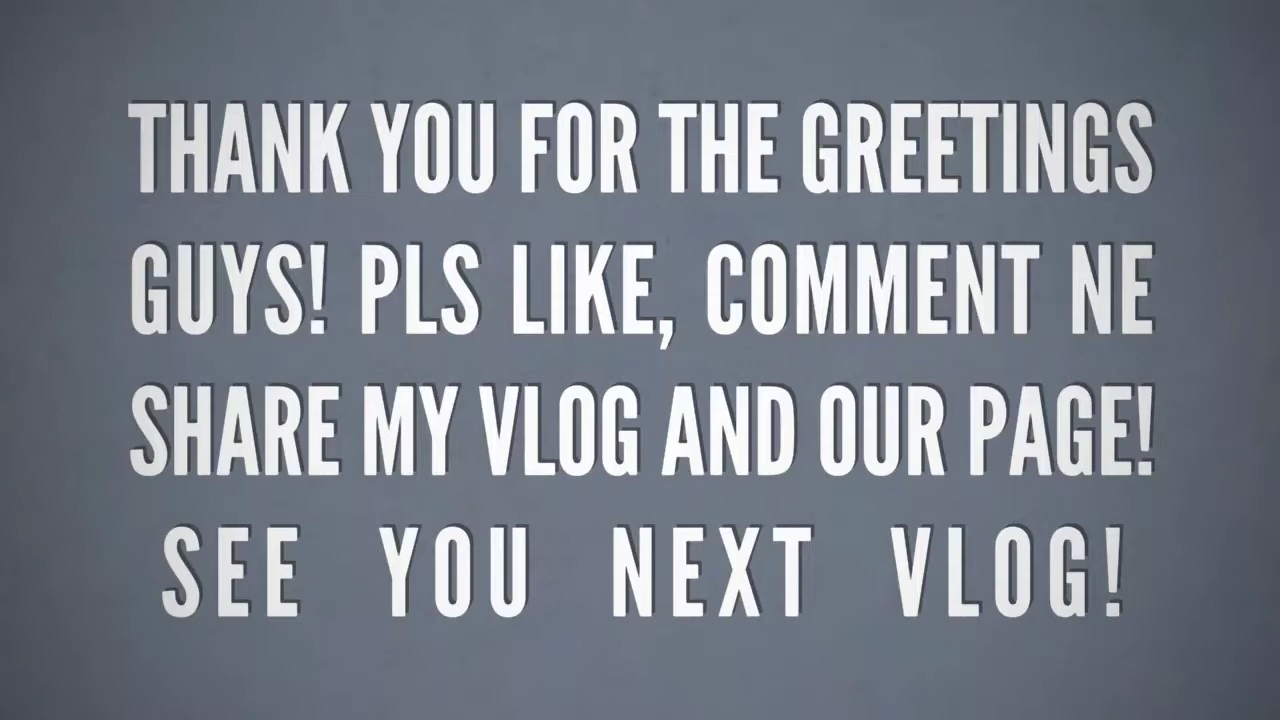 THANK YOU FOR THE GREETINGS
GUYS! PLS LIKE, COMMENT NE
SHARE MY VLOG AND OUR PAGE!
SEE YOU NEXT VLOG!